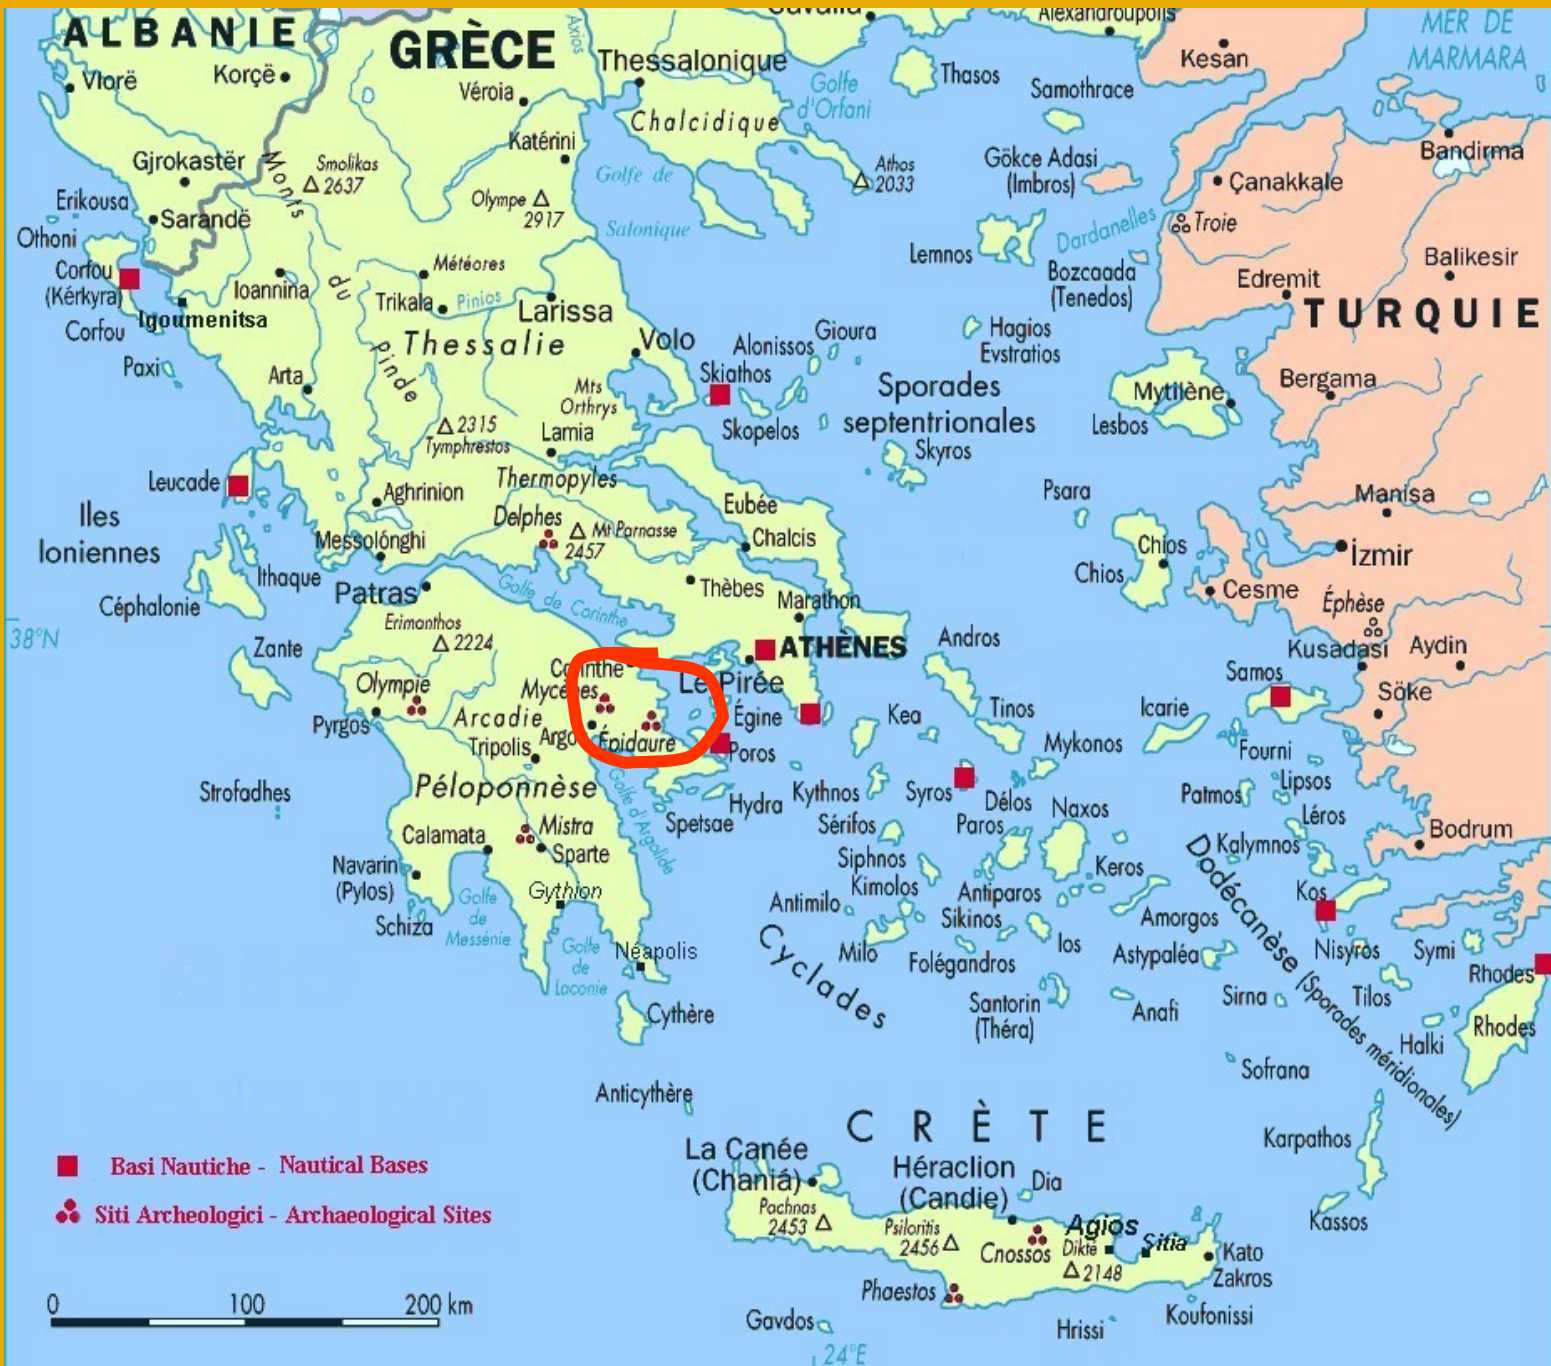 ALBANIE
GRÈCE
Axios
Alexandroupolis
MER DE
MARMARA
Vlorë
Korçë
Véroia
Thessalonique
Golfe
d'Orfani
Thasos
Kesan
Samothrace
Chalcidique
Katérini
Bandirma
Gjrokastër
Monts
Smolikas
2637
Golfe de
Salonique
Athos
2033
Gökce Adasi
(Imbros)
Çanakkale
Erikousa
Sarandë
Olympe
2917
Othoni
Lemnos
Dardanelles
Troie
Corfou
(Kérkyra)
Ioannina
du
Météores
Trikala
Pinios
Larissa
Bozcaada
(Tenedos)
Edremit
Balikesir
Igoumenitsa
Corfou
TURQUIE
Thessalie
Volo
Gioura
Alonissos
Hagios
Evstratios
Paxi
Arta
Pinde
Skiathos
Mts
Orthrys
Sporades
septentrionales
Mytilène
Bergama
2315
Tymphrestos
Lamia
Skopelos
Lesbos
Skyros
Leucade
Aghrinion
Thermopyles
Eubée
Psara
Manisa
Iles
Ioniennes
Delphes
Mt Parnasse
2457
Chalcis
Messolónghi
Chios
Izmir
Ithaque
Patras
Golfe de Corinthe
Thèbes
Chios
Cesme
Céphalonie
Marathon
Éphèse
38°N
Erimanthos
2224
Zante
ATHÈNES
Andros
Kusadasi
Aydin
Corinthe
Mycènes
Le Pirée
Samos
Söke
Olympie
Pyrgos
Arcadie
Argo
Épidaure
Égine
Kea
Tinos
Icarie
Tripolis
Poros
Mykonos
Fourni
Péloponnèse
Golfe d'Argolide
Strofadhes
Hydra
Kythnos
Syros
Délos
Naxos
Patmos
Lipsos
Spetsae
Sérifos
Paros
Léros
Calamata
Mistra
Sparte
Kalymnos
Bodrum
Navarin
(Pylos)
Siphnos
Kimolos
Keros
Dodécanèse (Sporades méridionales)
Gythion
Antimilo
Antiparos
Sikinos
Kos
Schiza
Golfe
de
Messénie
Amorgos
Cyclades
Néapolis
Golfe
de
Laconie
Milo
Folégandros
Ios
Astypaléa
Nisyros
Symi
Rhodes
Santorin
(Théra)
Anafi
Sirna
Tilos
Cythère
Halki
Rhodes
Sofrana
Anticythère
CRÈTE
Karpathos
La Canée
(Chaniá)
Héraclion
(Candie)
Dia
Basi Nautiche - Nautical Bases
Siti Archeologici - Archaeological Sites
Pachnas
2453
Psiloritis
2456
Cnossos
Agios
Dikté
2148
Sitia
Kato
Zakros
Kassos
Phaestos
Koufonissi
Gavdos
Hrissi
0 100 200 km
24°E